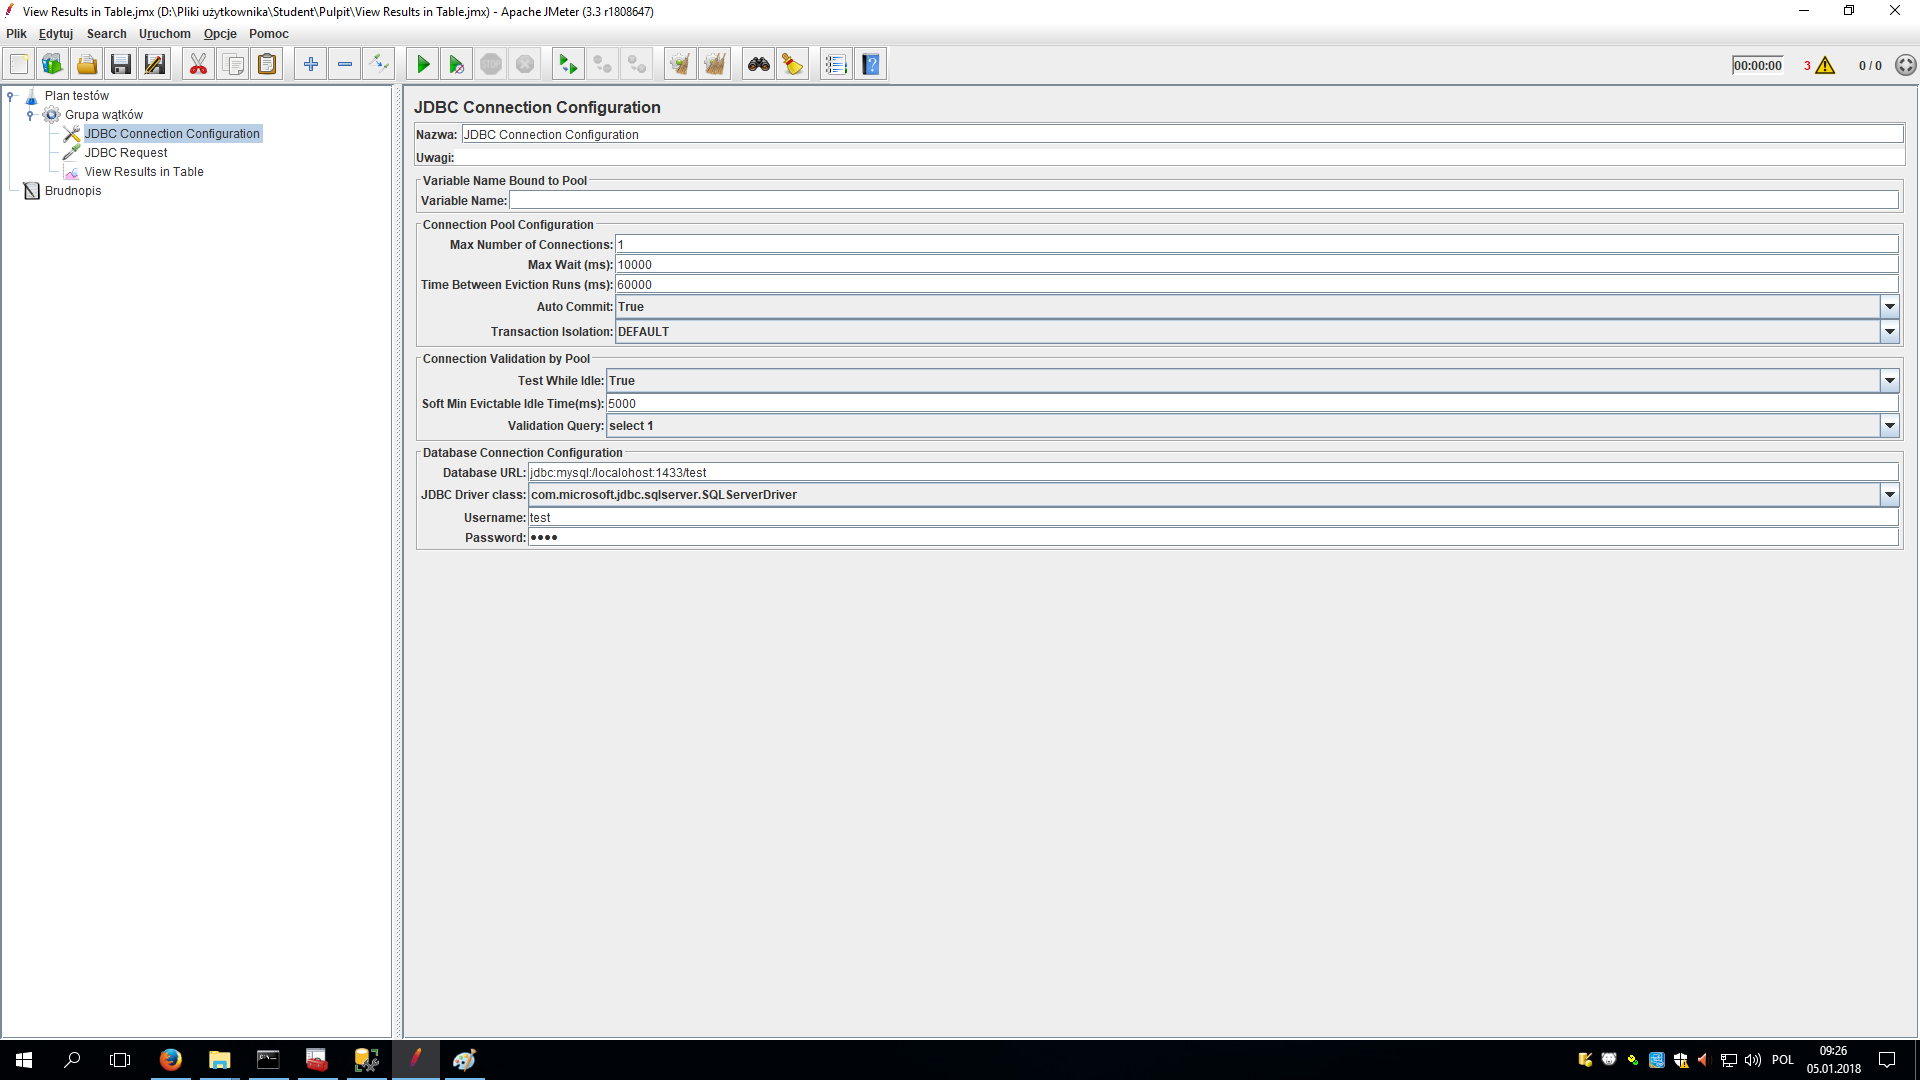 View Results in Table.jmx (D:\Pliki użytkownika\Student\Pulpit\View Results in Table.jmx) - Apache JMeter (3.3 r1808647)
Plik Edytuj Search Uruchom Opcje Pomoc
STOP
00:00:00 3 0 / 0
Plan testów
Grupa wątków
JDBC Connection Configuration
JDBC Request
View Results in Table
Brudnopis
JDBC Connection Configuration
Nazwa: JDBC Connection Configuration
Uwagi:
Variable Name Bound to Pool
Variable Name:
Connection Pool Configuration
Max Number of Connections: 1
Max Wait (ms): 10000
Time Between Eviction Runs (ms): 60000
Auto Commit: True
Transaction Isolation: DEFAULT
Connection Validation by Pool
Test While Idle: True
Soft Min Evictable Idle Time(ms): 5000
Validation Query: select 1
Database Connection Configuration
Database URL: jdbc:mysql:/localohost:1433/test
JDBC Driver class: com.microsoft.jdbc.sqlserver.SQLServerDriver
Username: test
Password: ●●●●
POL
09:26
05.01.2018